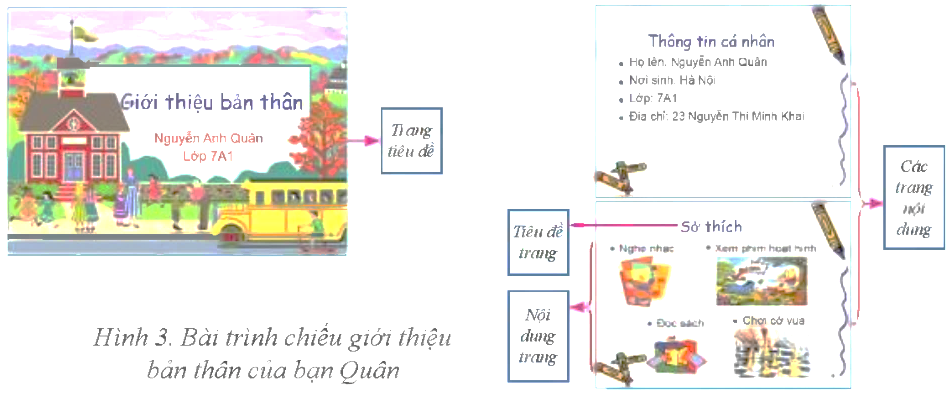 Giới thiệu bản thân
Nguyễn Anh Quân
Lớp 7A1
Trang
tiêu đề
Hình 3. Bài trình chiếu giới thiệu
bản thân của bạn Quân
Thông tin cá nhân
• Họ tên: Nguyễn Anh Quân
• Nơi sinh: Hà Nội
• Lớp: 7A1
• Địa chỉ: 23 Nguyễn Thị Minh Khai
Các
trang
nội
dung
Tiêu đề
trang
Sở thích
• Nghe nhạc
• Xem phim hoạt hình
Nội
dung
trang
• Đọc sách
• Chơi cờ vua